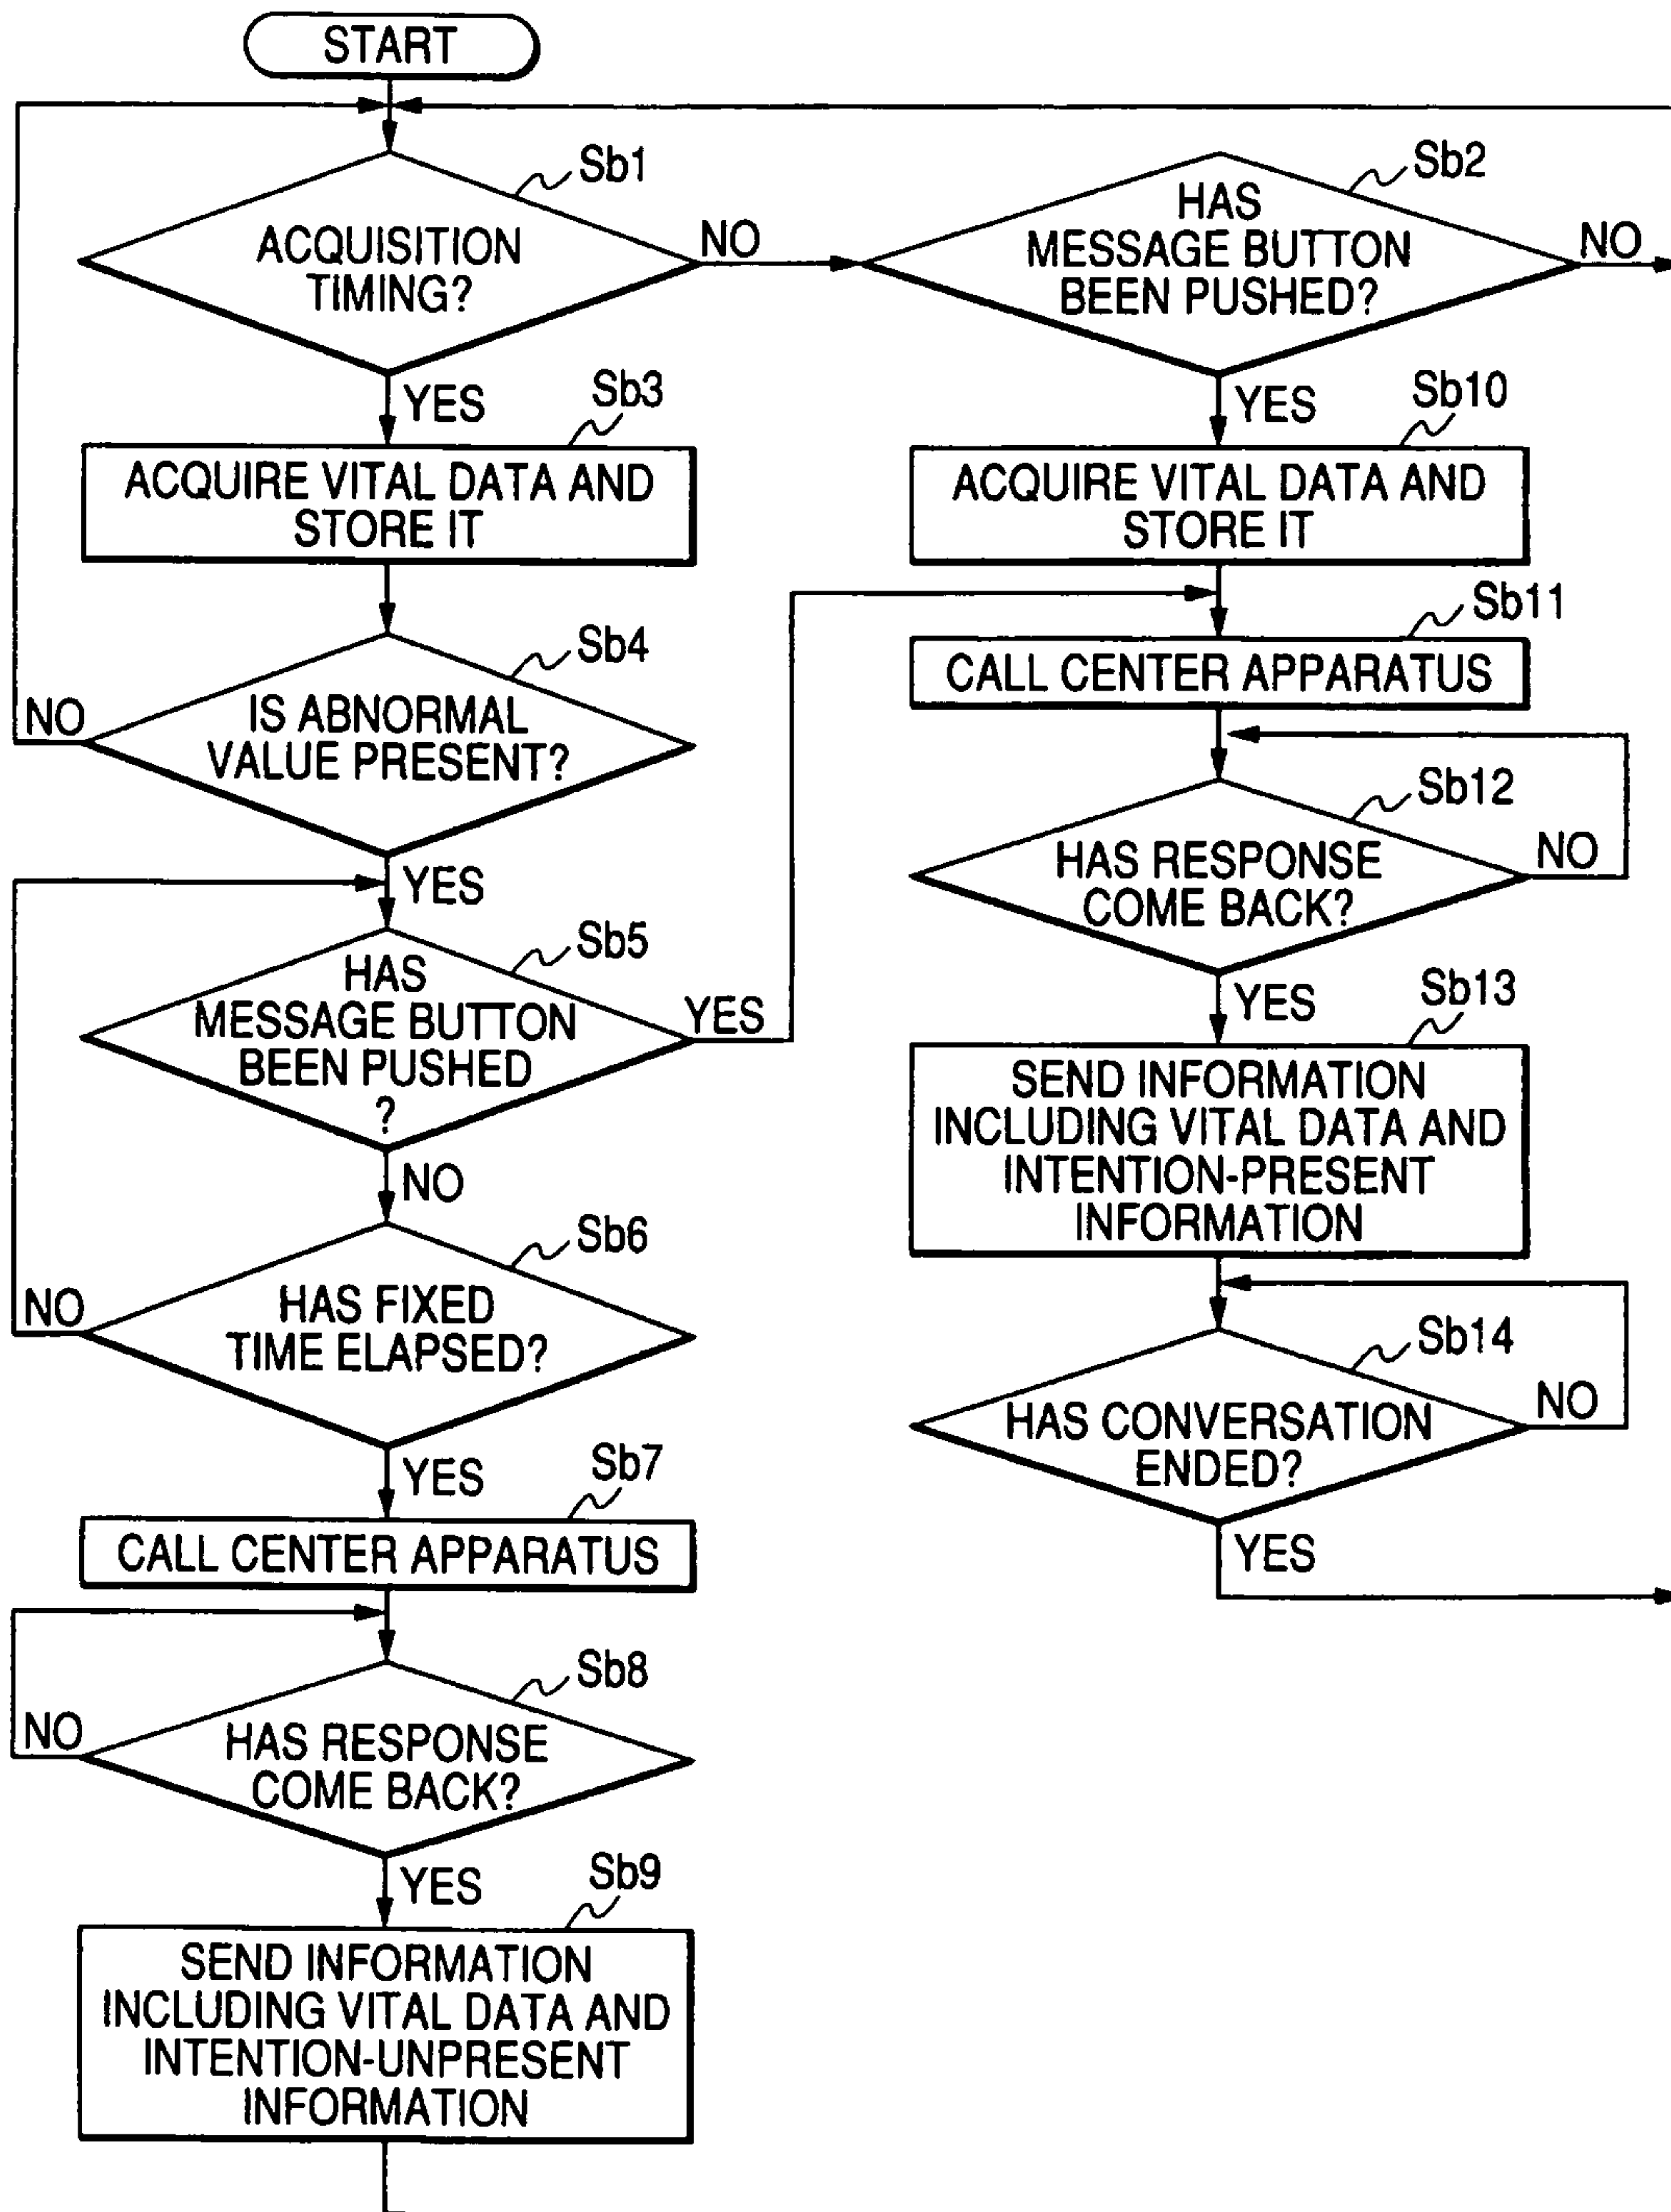 START
Sb1
ACQUISITION
TIMING?
NO
YES
Sb2
HAS
MESSAGE BUTTON
BEEN PUSHED?
NO
YES
Sb3
ACQUIRE VITAL DATA AND
STORE IT
Sb4
IS ABNORMAL
VALUE PRESENT?
NO
YES
Sb5
HAS
MESSAGE BUTTON
BEEN PUSHED
?
YES
NO
Sb6
HAS FIXED
TIME ELAPSED?
NO
YES
Sb7
CALL CENTER APPARATUS
Sb8
HAS RESPONSE
COME BACK?
NO
YES
Sb9
SEND INFORMATION
INCLUDING VITAL DATA AND
INTENTION-UNPRESENT
INFORMATION
Sb10
ACQUIRE VITAL DATA AND
STORE IT
Sb11
CALL CENTER APPARATUS
Sb12
HAS RESPONSE
COME BACK?
NO
YES
Sb13
SEND INFORMATION
INCLUDING VITAL DATA AND
INTENTION-PRESENT
INFORMATION
Sb14
HAS CONVERSATION
ENDED?
NO
YES